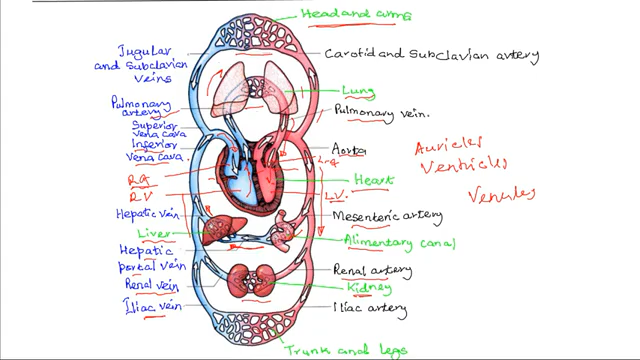 Head and arms
Jugular
and subclavian
veins
Carotid and Subclavian artery
Lung
Pulmonary
artery
Pulmonary vein.
Superior
vena cava
Inferior
vena cava.
Aorta
Auricles
Ventricles
Venules
RA
RV
Heart
LV.
Hepatic vein
Mesenteric artery
Liver
Alimentary canal
Hepatic
portal vein
Renal artery
Renal vein
Kidney
Iliac vein
Iliac artery
Trunk and legs